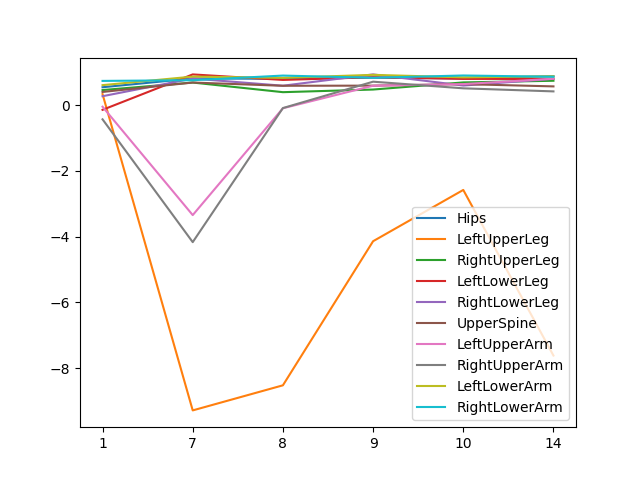 0
−2
−4
−6
−8
1 7 8 9 10 14
Hips
LeftUpperLeg
RightUpperLeg
LeftLowerLeg
RightLowerLeg
UpperSpine
LeftUpperArm
RightUpperArm
LeftLowerArm
RightLowerArm